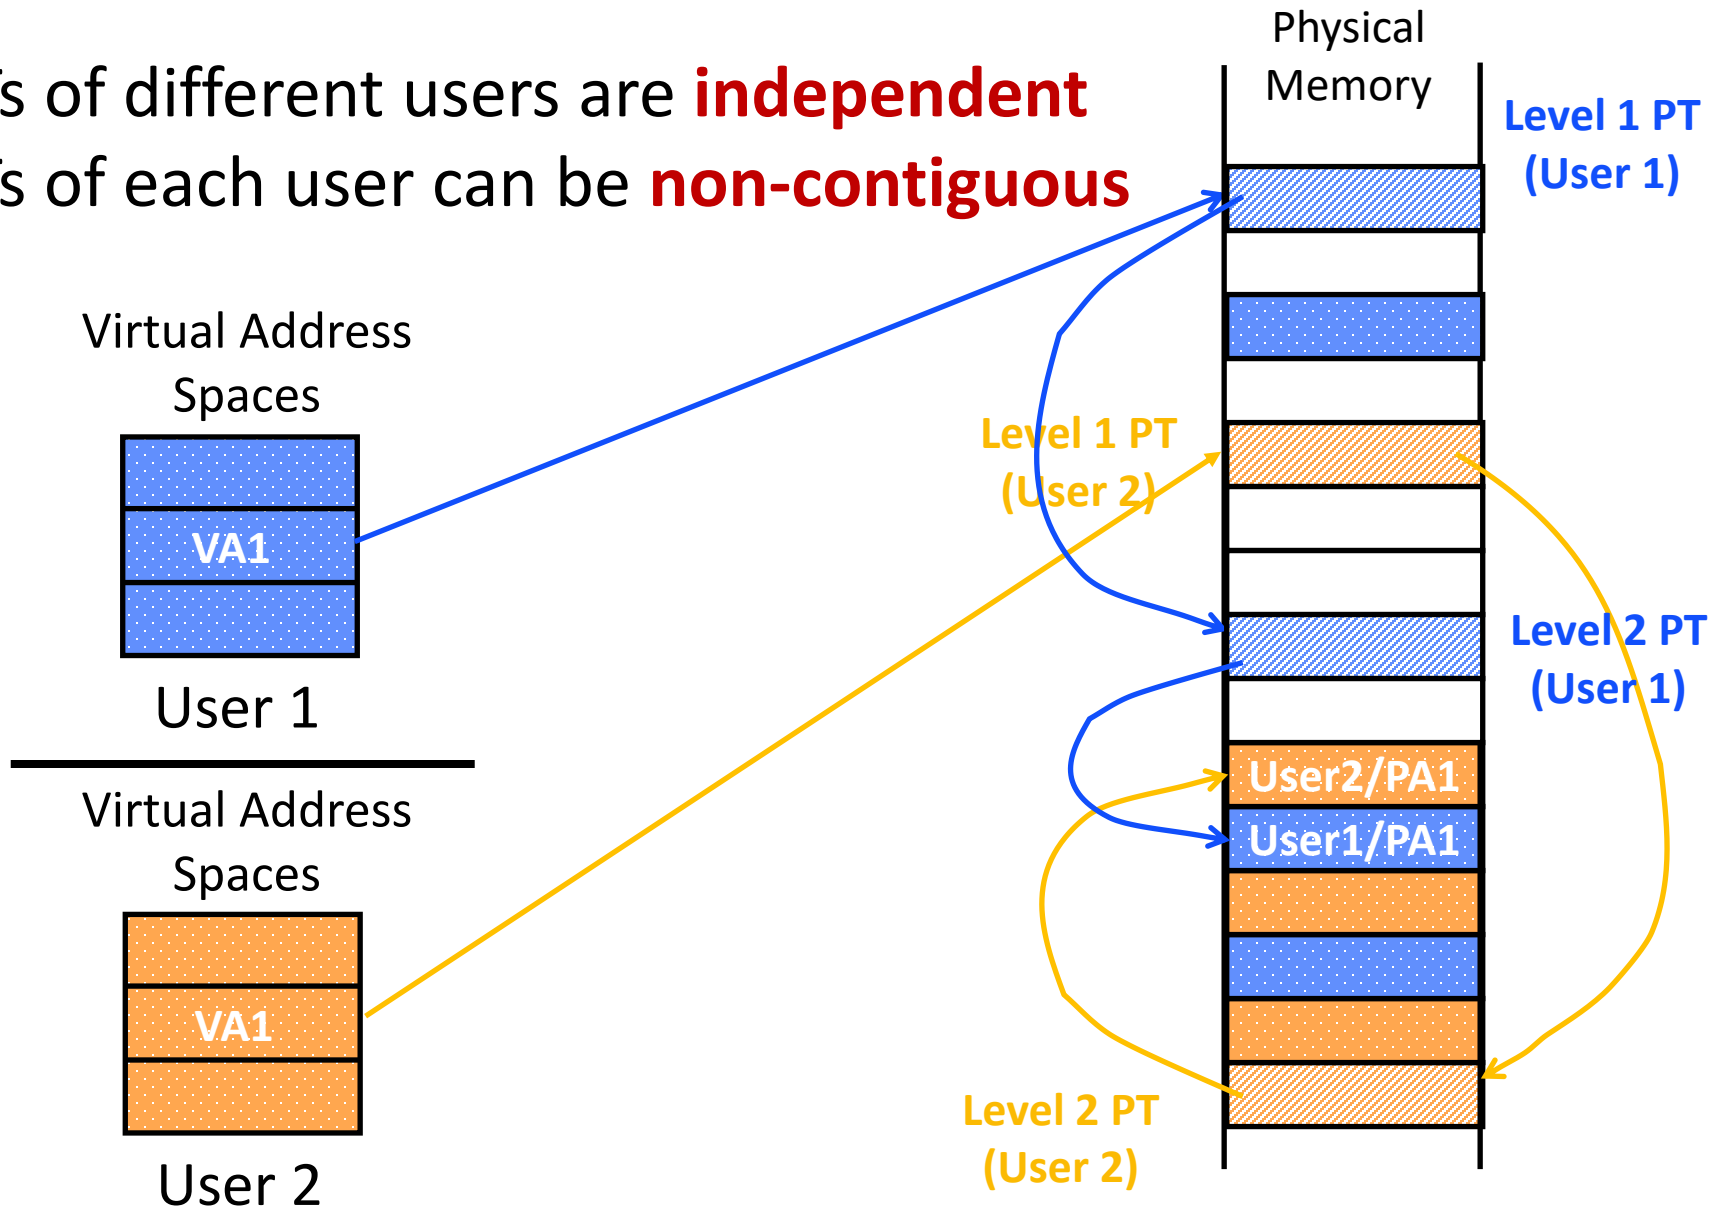 s of different users are independent
s of each user can be non-contiguous
Physical
Memory
Level 1 PT
(User 1)
Virtual Address
Spaces
VA1
User 1
Level 1 PT
(User 2)
Level 2 PT
(User 1)
User2/PA1
User1/PA1
Virtual Address
Spaces
VA1
User 2
Level 2 PT
(User 2)